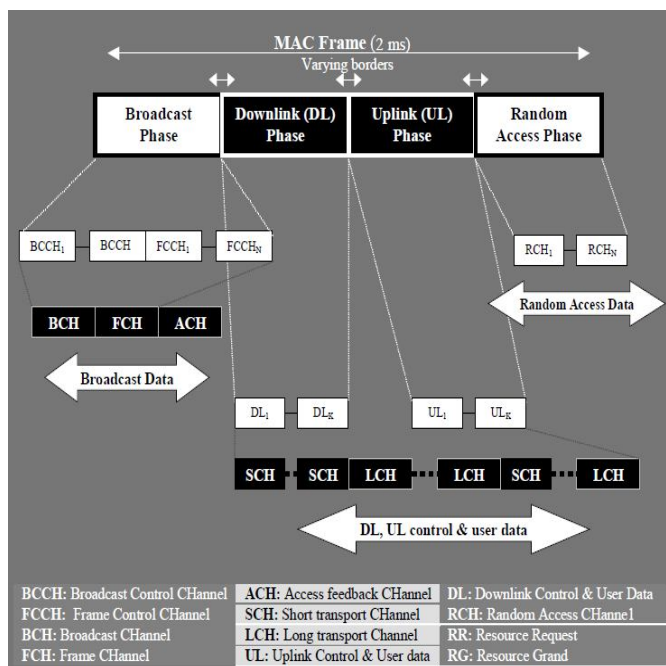 MAC Frame (2 ms)
Varying borders
Broadcast Phase
Downlink (DL) Phase
Uplink (UL) Phase
Random Access Phase
BCCH1 BCCH FCCH1 FCCHN
RCH1 RCHN
BCH FCH ACH
Random Access Data
Broadcast Data
DL1 DLK UL1 ULK
SCH SCH LCH LCH SCH LCH
DL, UL control & user data
BCCH: Broadcast Control CHannel
FCCH: Frame Control CHannel
BCH: Broadcast CHannel
FCH: Frame CHannel
ACH: Access feedback CHannel
SCH: Short transport CHannel
LCH: Long transport Channel
UL: Uplink Control & User data
DL: Downlink Control & User Data
RCH: Random Access CHannel
RR: Resource Request
RG: Resource Grand